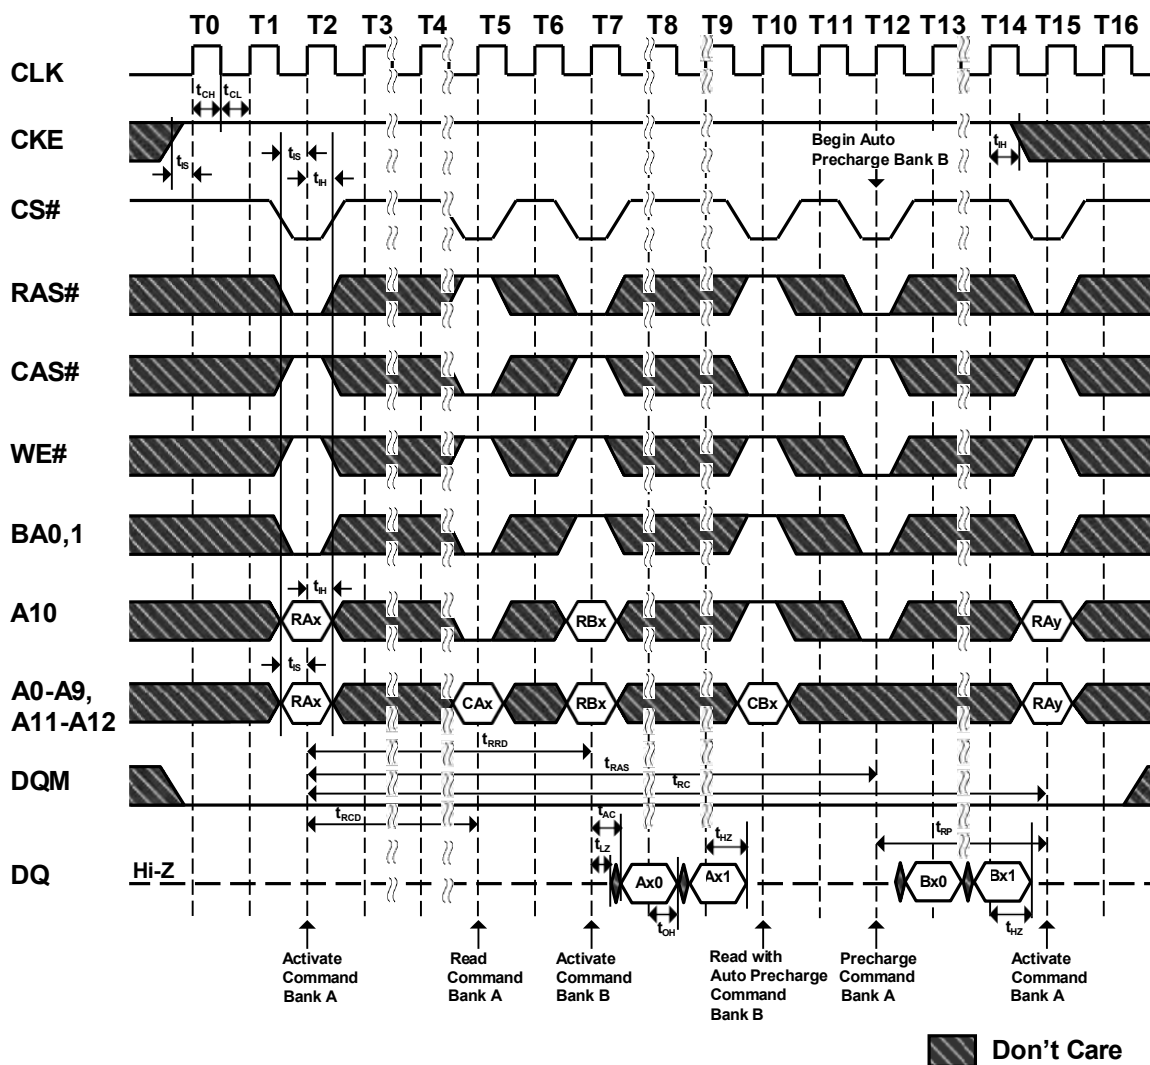 T0 T1 T2 T3 T4 T5 T6 T7 T8 T9 T10 T11 T12 T13 T14 T15 T16
CLK
tCH tCL
CKE
tIS
tIS
tIH
Begin Auto
Precharge Bank B
tIH
CS#
RAS#
CAS#
WE#
BA0,1
tIH
A10
RAx RBx RAy
tIS
A0-A9,
A11-A12
RAx CAx RBx CBx RAy
tRRD
tRAS
DQM
tRC
tRCD
tAC
tHZ
tRP
tLZ
DQ
Hi-Z
Ax0 Ax1 Bx0 Bx1
tOH
tHZ
Activate
Command
Bank A
Read
Command
Bank A
Activate
Command
Bank B
Read with
Auto Precharge
Command
Bank B
Precharge
Command
Bank A
Activate
Command
Bank A
Don't Care